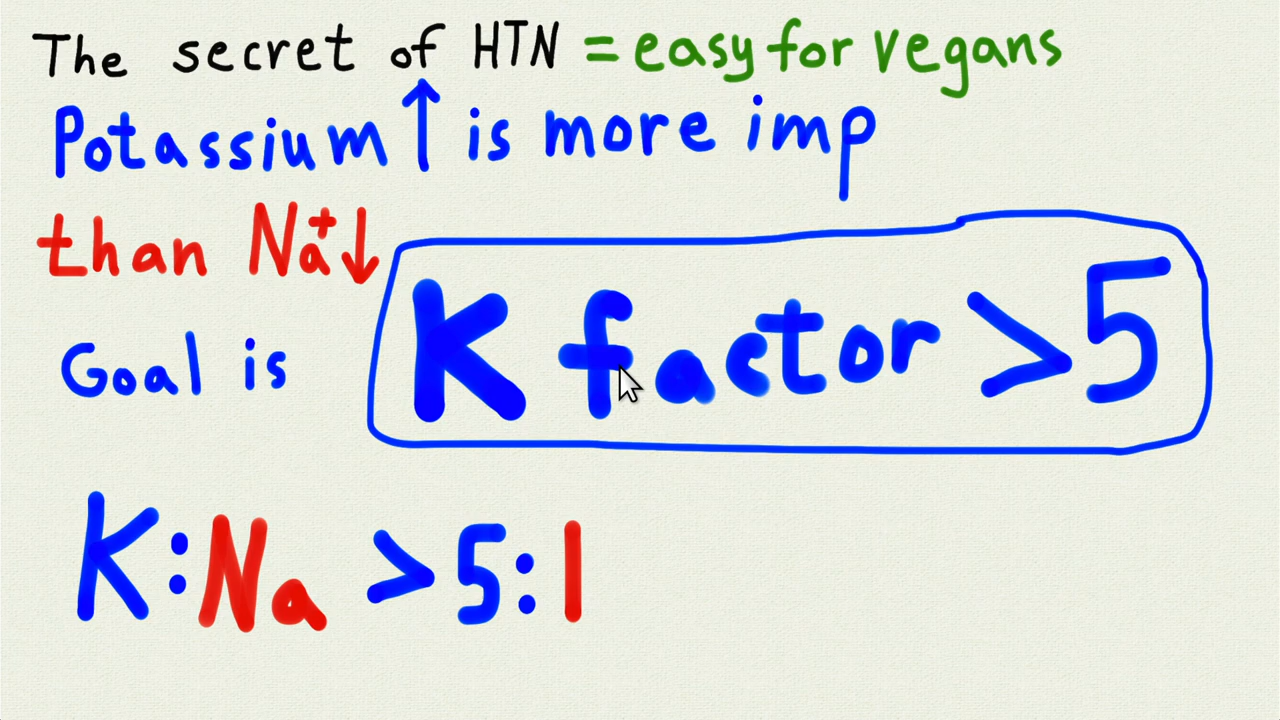 The secret of HTN = easy for vegans
Potassium ↑ is more imp
than Na⁺ ↓
Goal is K factor > 5
K : Na > 5 : 1